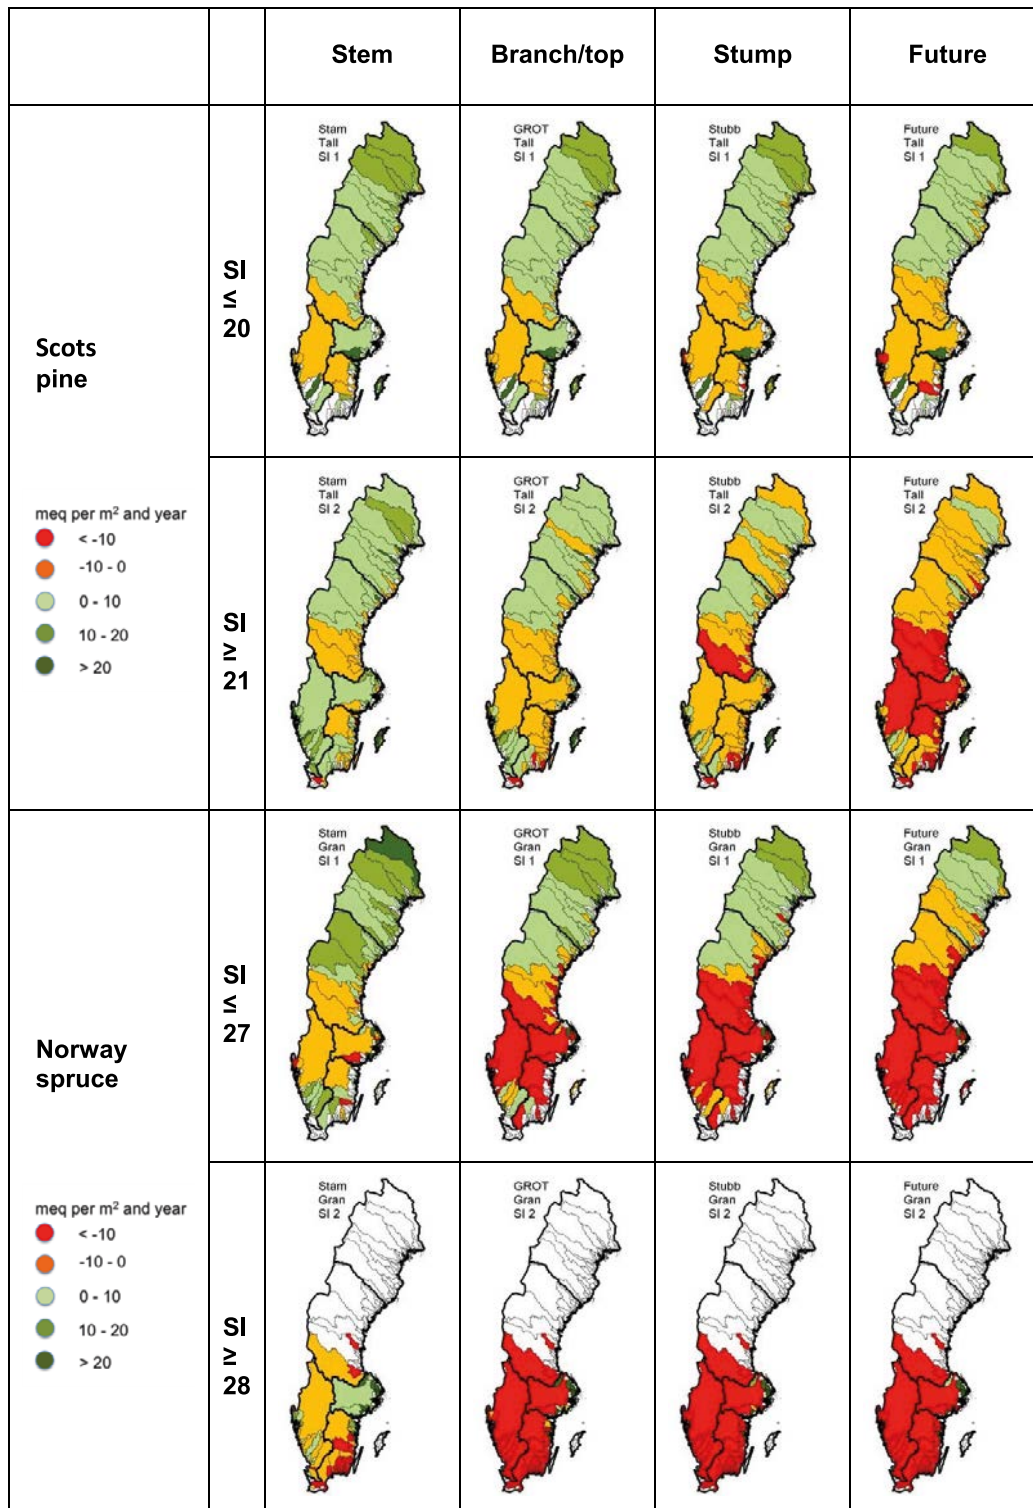 Stem
Branch/top
Stump
Future
Scots
pine
SI
≤
20
Stam
Tall
SI 1
GROT
Tall
SI 1
Stubb
Tall
SI 1
Future
Tall
SI 1
meq per m² and year
< -10
-10 - 0
0 - 10
10 - 20
> 20
SI
≥
21
Stam
Tall
SI 2
GROT
Tall
SI 2
Stubb
Tall
SI 2
Future
Tall
SI 2
Norway
spruce
SI
≤
27
Stam
Gran
SI 1
GROT
Gran
SI 1
Stubb
Gran
SI 1
Future
Gran
SI 1
meq per m² and year
< -10
-10 - 0
0 - 10
10 - 20
> 20
SI
≥
28
Stam
Gran
SI 2
GROT
Gran
SI 2
Stubb
Gran
SI 2
Future
Gran
SI 2